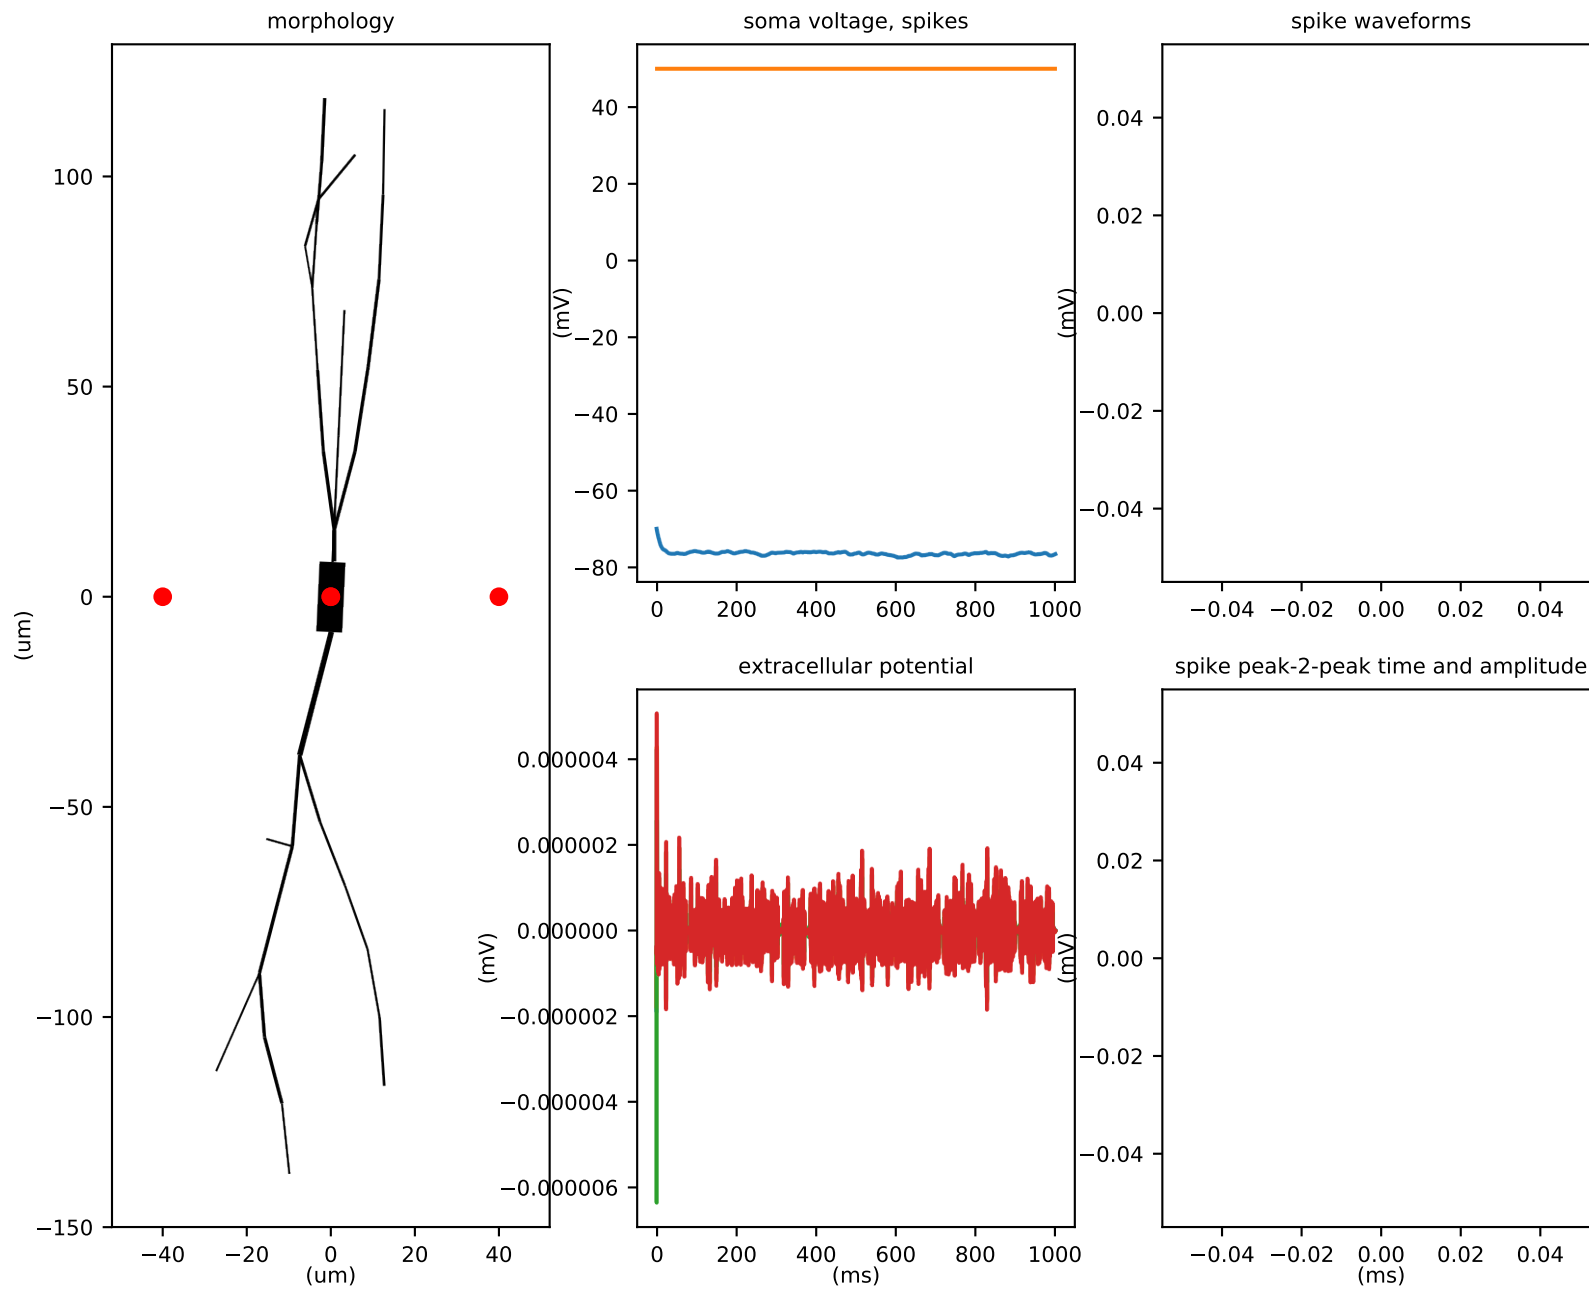 morphology
100
50
0
−50
−100
−150
(um)
−40 −20 0 20 40
(um)
soma voltage, spikes
40
20
0
−20
−40
−60
−80
(mV)
0 200 400 600 800 1000
spike waveforms
0.04
0.02
0.00
−0.02
−0.04
(mV)
−0.04 −0.02 0.00 0.02 0.04
extracellular potential
0.000004
0.000002
0.000000
−0.000002
−0.000004
−0.000006
(mV)
0 200 400 600 800 1000
(ms)
spike peak-2-peak time and amplitude
0.04
0.02
0.00
−0.02
−0.04
(mV)
−0.04 −0.02 0.00 0.02 0.04
(ms)